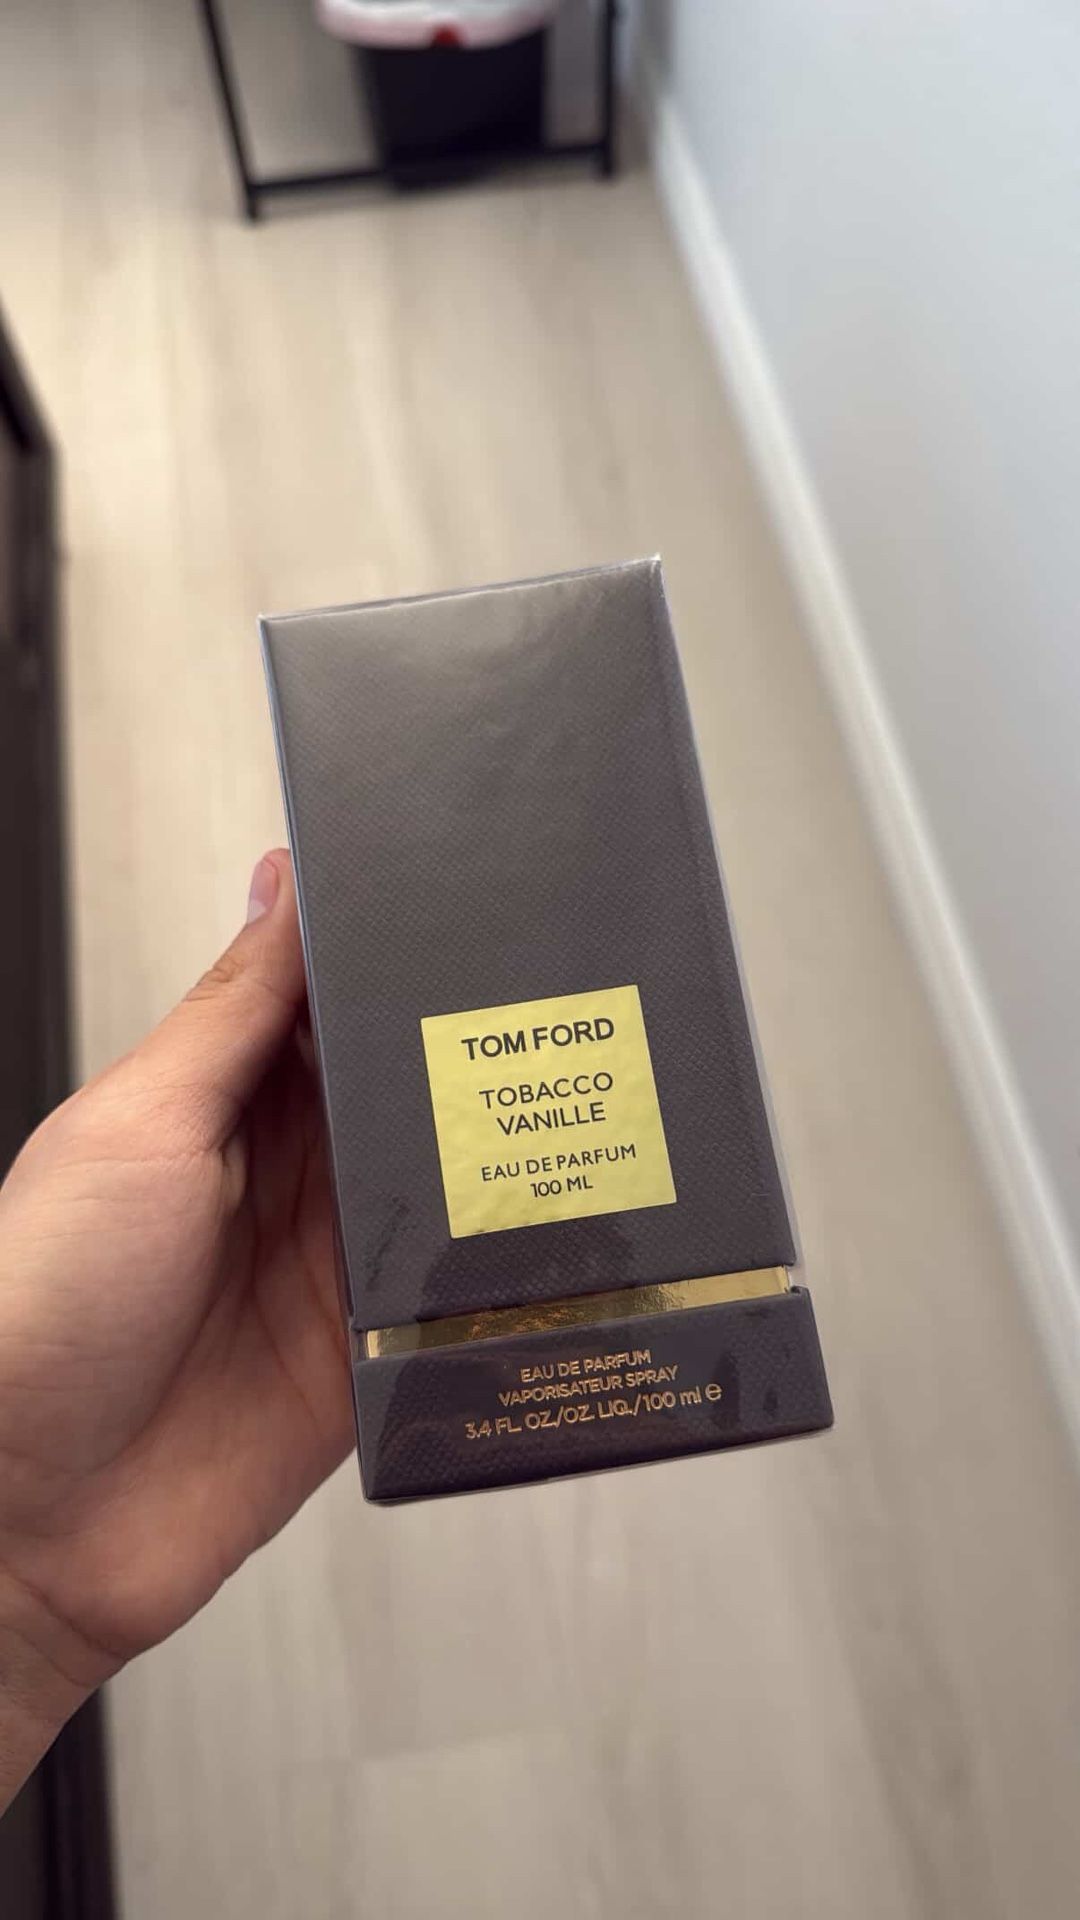 TOM FORD
TOBACCO
VANILLE
EAU DE PARFUM
100 ML
EAU DE PARFUM
VAPORISATEUR SPRAY
3.4 FL. OZ./OZ. LIQ./100 ml ℮